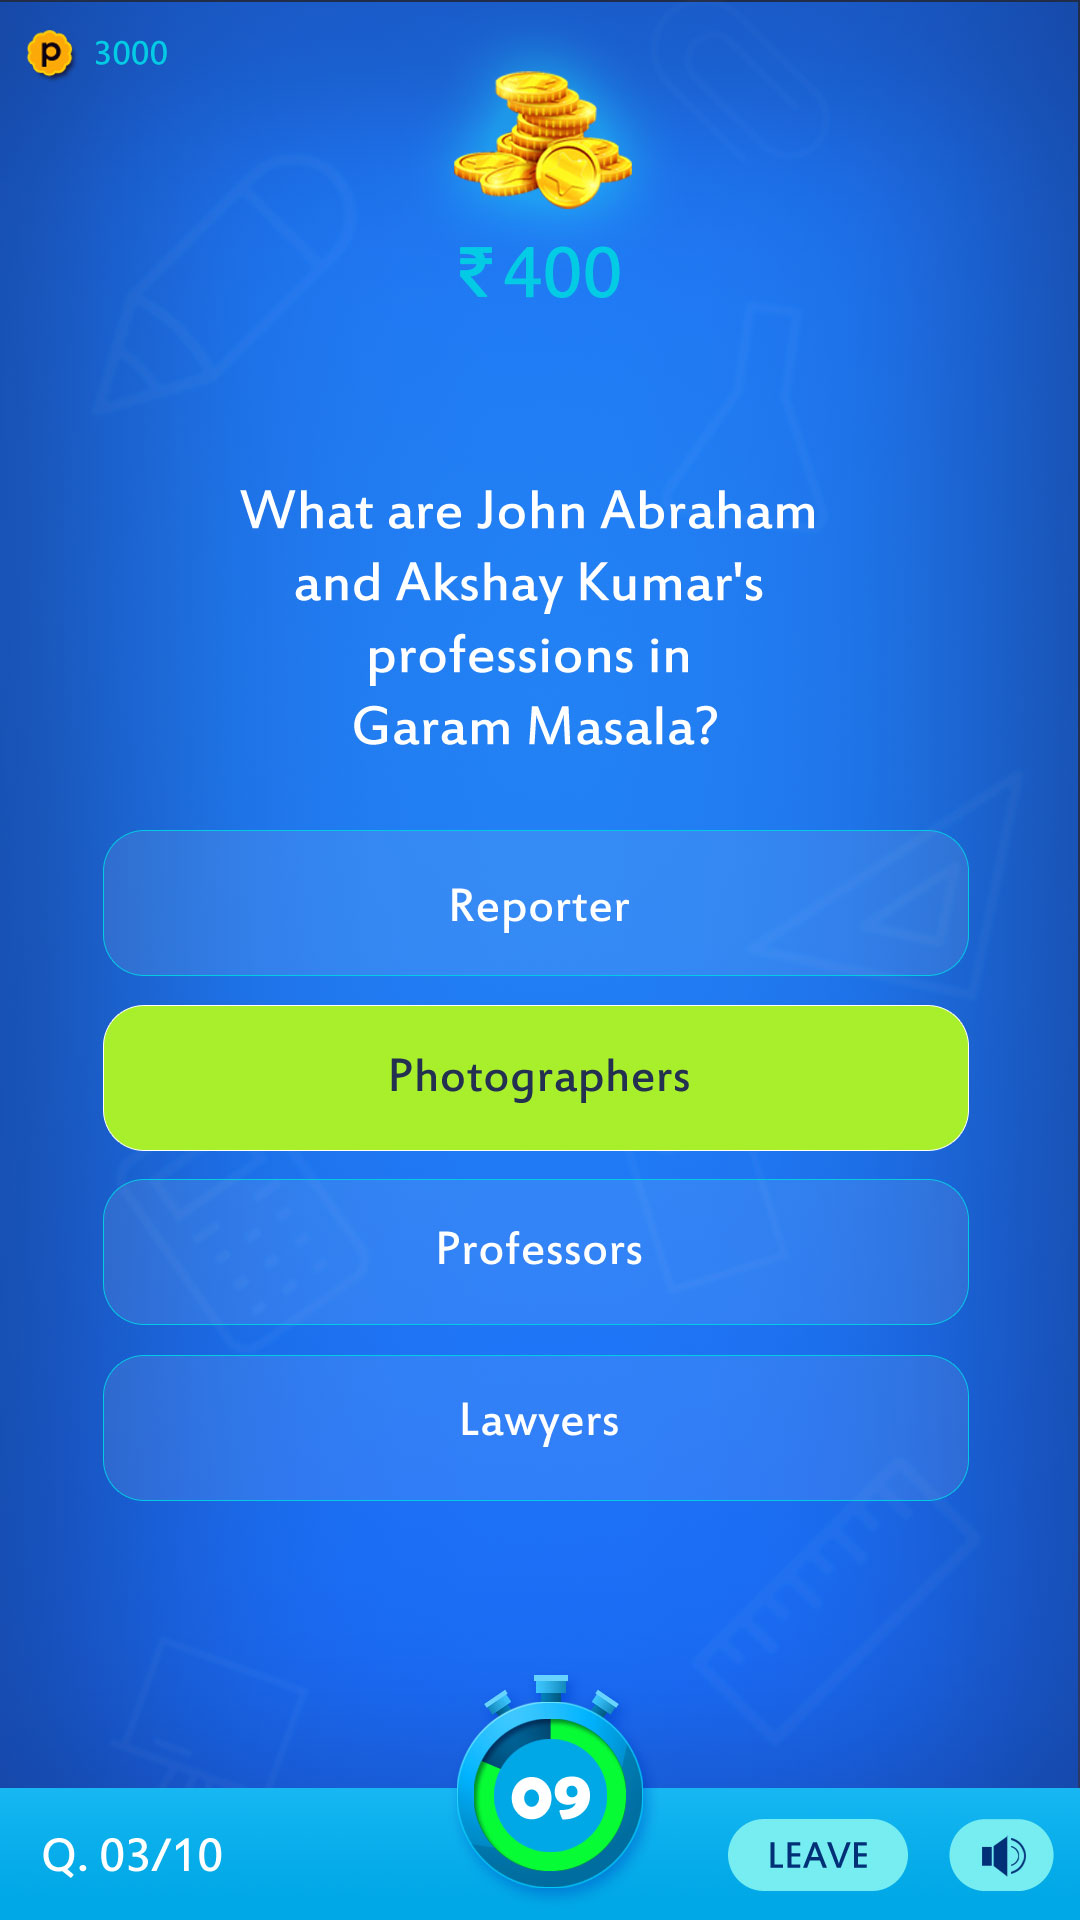 p 3000
₹400
What are John Abraham
and Akshay Kumar's
professions in
Garam Masala?
Reporter
Photographers
Professors
Lawyers
09
Q. 03/10
LEAVE